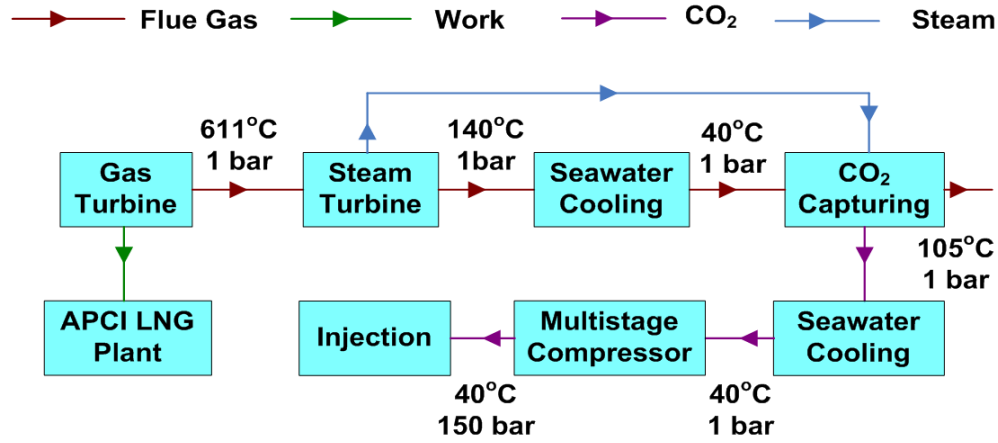 Flue Gas
Work
CO₂
Steam
611°C
1 bar
140°C
1bar
40°C
1 bar
Gas
Turbine
Steam
Turbine
Seawater
Cooling
CO₂
Capturing
105°C
1 bar
APCI LNG
Plant
Injection
Multistage
Compressor
Seawater
Cooling
40°C
150 bar
40°C
1 bar